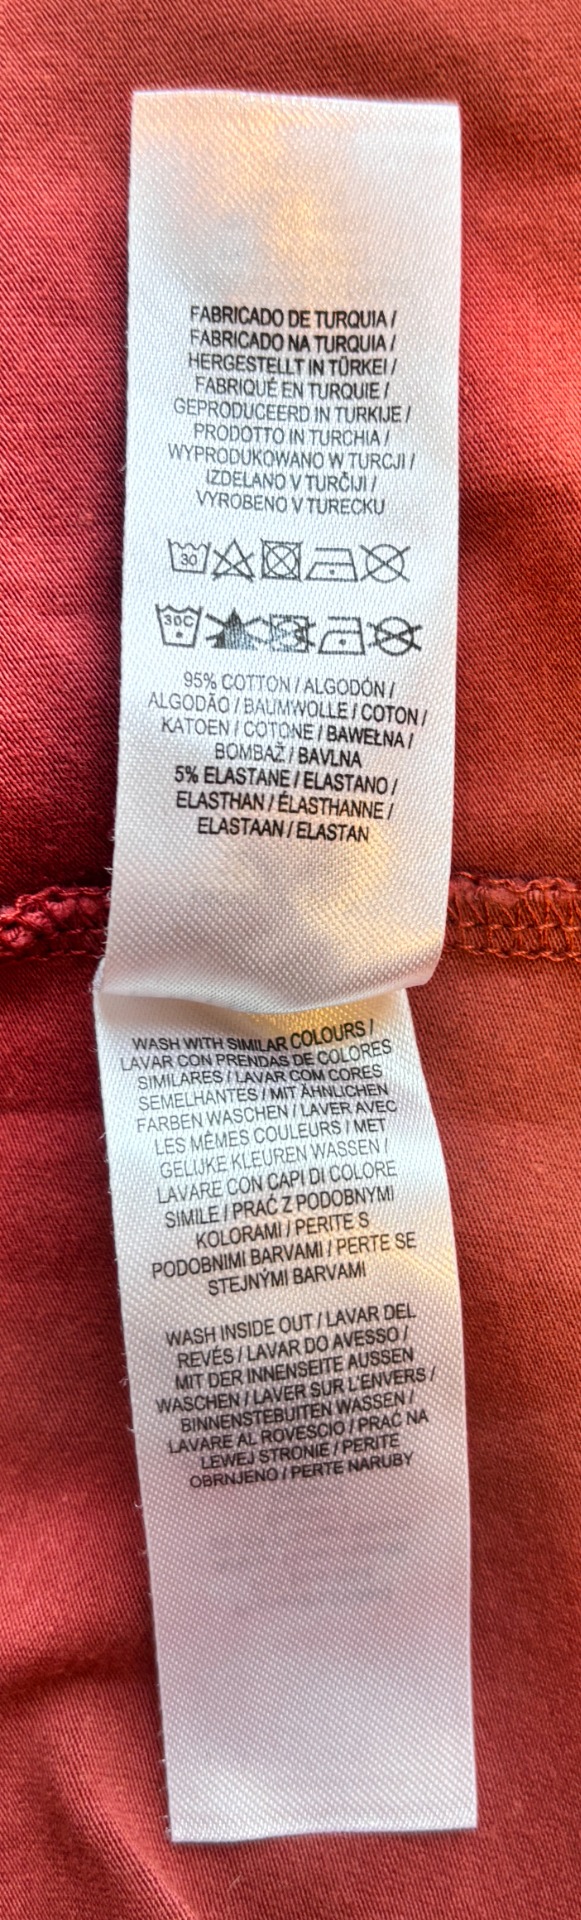 FABRICADO DE TURQUIA /
FABRICADO NA TURQUIA /
HERGESTELLT IN TÜRKEI /
FABRIQUÉ EN TURQUIE /
GEPRODUCEERD IN TURKIJE /
PRODOTTO IN TURCHIA /
WYPRODUKOWANO W TURCJI /
IZDELANO V TURČIJI /
VYROBENO V TURECKU
30
30C
95% COTTON / ALGODÓN /
ALGODÃO / BAUMWOLLE / COTON /
KATOEN / COTONE / BAWEŁNA /
BOMBAŽ / BAVLNA
5% ELASTANE / ELASTANO /
ELASTHAN / ÉLASTHANNE /
ELASTAAN / ELASTAN
WASH WITH SIMILAR COLOURS /
LAVAR CON PRENDAS DE COLORES
SIMILARES / LAVAR COM CORES
SEMELHANTES / MIT ÄHNLICHEN
FARBEN WASCHEN / LAVER AVEC
LES MÊMES COULEURS / MET
GELIJKE KLEUREN WASSEN /
LAVARE CON CAPI DI COLORE
SIMILE / PRAĆ Z PODOBNYMI
KOLORAMI / PERITE S
PODOBNIMI BARVAMI / PERTE SE
STEJNÝMI BARVAMI
WASH INSIDE OUT / LAVAR DEL
REVÉS / LAVAR DO AVESSO /
MIT DER INNENSEITE AUSSEN
WASCHEN / LAVER SUR L'ENVERS /
BINNENSTEBUITEN WASSEN /
LAVARE AL ROVESCIO / PRAĆ NA
LEWEJ STRONIE / PERITE
OBRNJENO / PERTE NARUBY